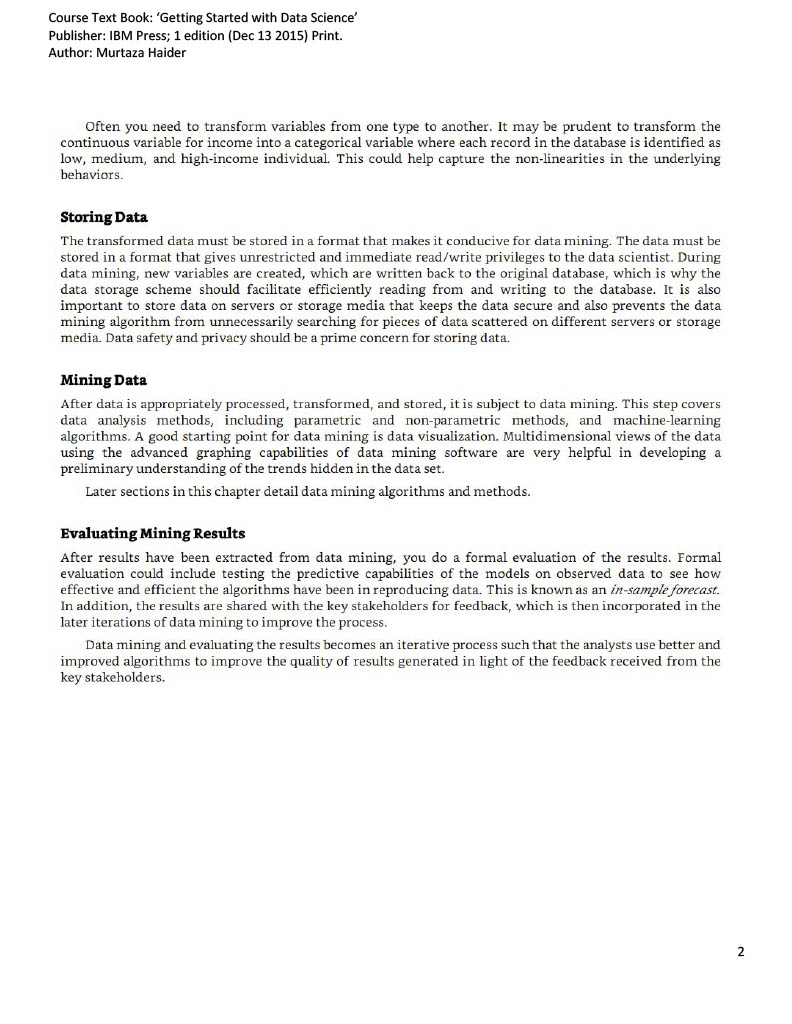 Course Text Book: ‘Getting Started with Data Science’
Publisher: IBM Press; 1 edition (Dec 13 2015) Print.
Author: Murtaza Haider
Often you need to transform variables from one type to another. It may be prudent to transform the
continuous variable for income into a categorical variable where each record in the database is identified as
low, medium, and high-income individual. This could help capture the non-linearities in the underlying
behaviors.
Storing Data
The transformed data must be stored in a format that makes it conducive for data mining. The data must be
stored in a format that gives unrestricted and immediate read/write privileges to the data scientist. During
data mining, new variables are created, which are written back to the original database, which is why the
data storage scheme should facilitate efficiently reading from and writing to the database. It is also
important to store data on servers or storage media that keeps the data secure and also prevents the data
mining algorithm from unnecessarily searching for pieces of data scattered on different servers or storage
media. Data safety and privacy should be a prime concern for storing data.
Mining Data
After data is appropriately processed, transformed, and stored, it is subject to data mining. This step covers
data analysis methods, including parametric and non-parametric methods, and machine-learning
algorithms. A good starting point for data mining is data visualization. Multidimensional views of the data
using the advanced graphing capabilities of data mining software are very helpful in developing a
preliminary understanding of the trends hidden in the data set.
Later sections in this chapter detail data mining algorithms and methods.
Evaluating Mining Results
After results have been extracted from data mining, you do a formal evaluation of the results. Formal
evaluation could include testing the predictive capabilities of the models on observed data to see how
effective and efficient the algorithms have been in reproducing data. This is known as an in-sample forecast.
In addition, the results are shared with the key stakeholders for feedback, which is then incorporated in the
later iterations of data mining to improve the process.
Data mining and evaluating the results becomes an iterative process such that the analysts use better and
improved algorithms to improve the quality of results generated in light of the feedback received from the
key stakeholders.
2